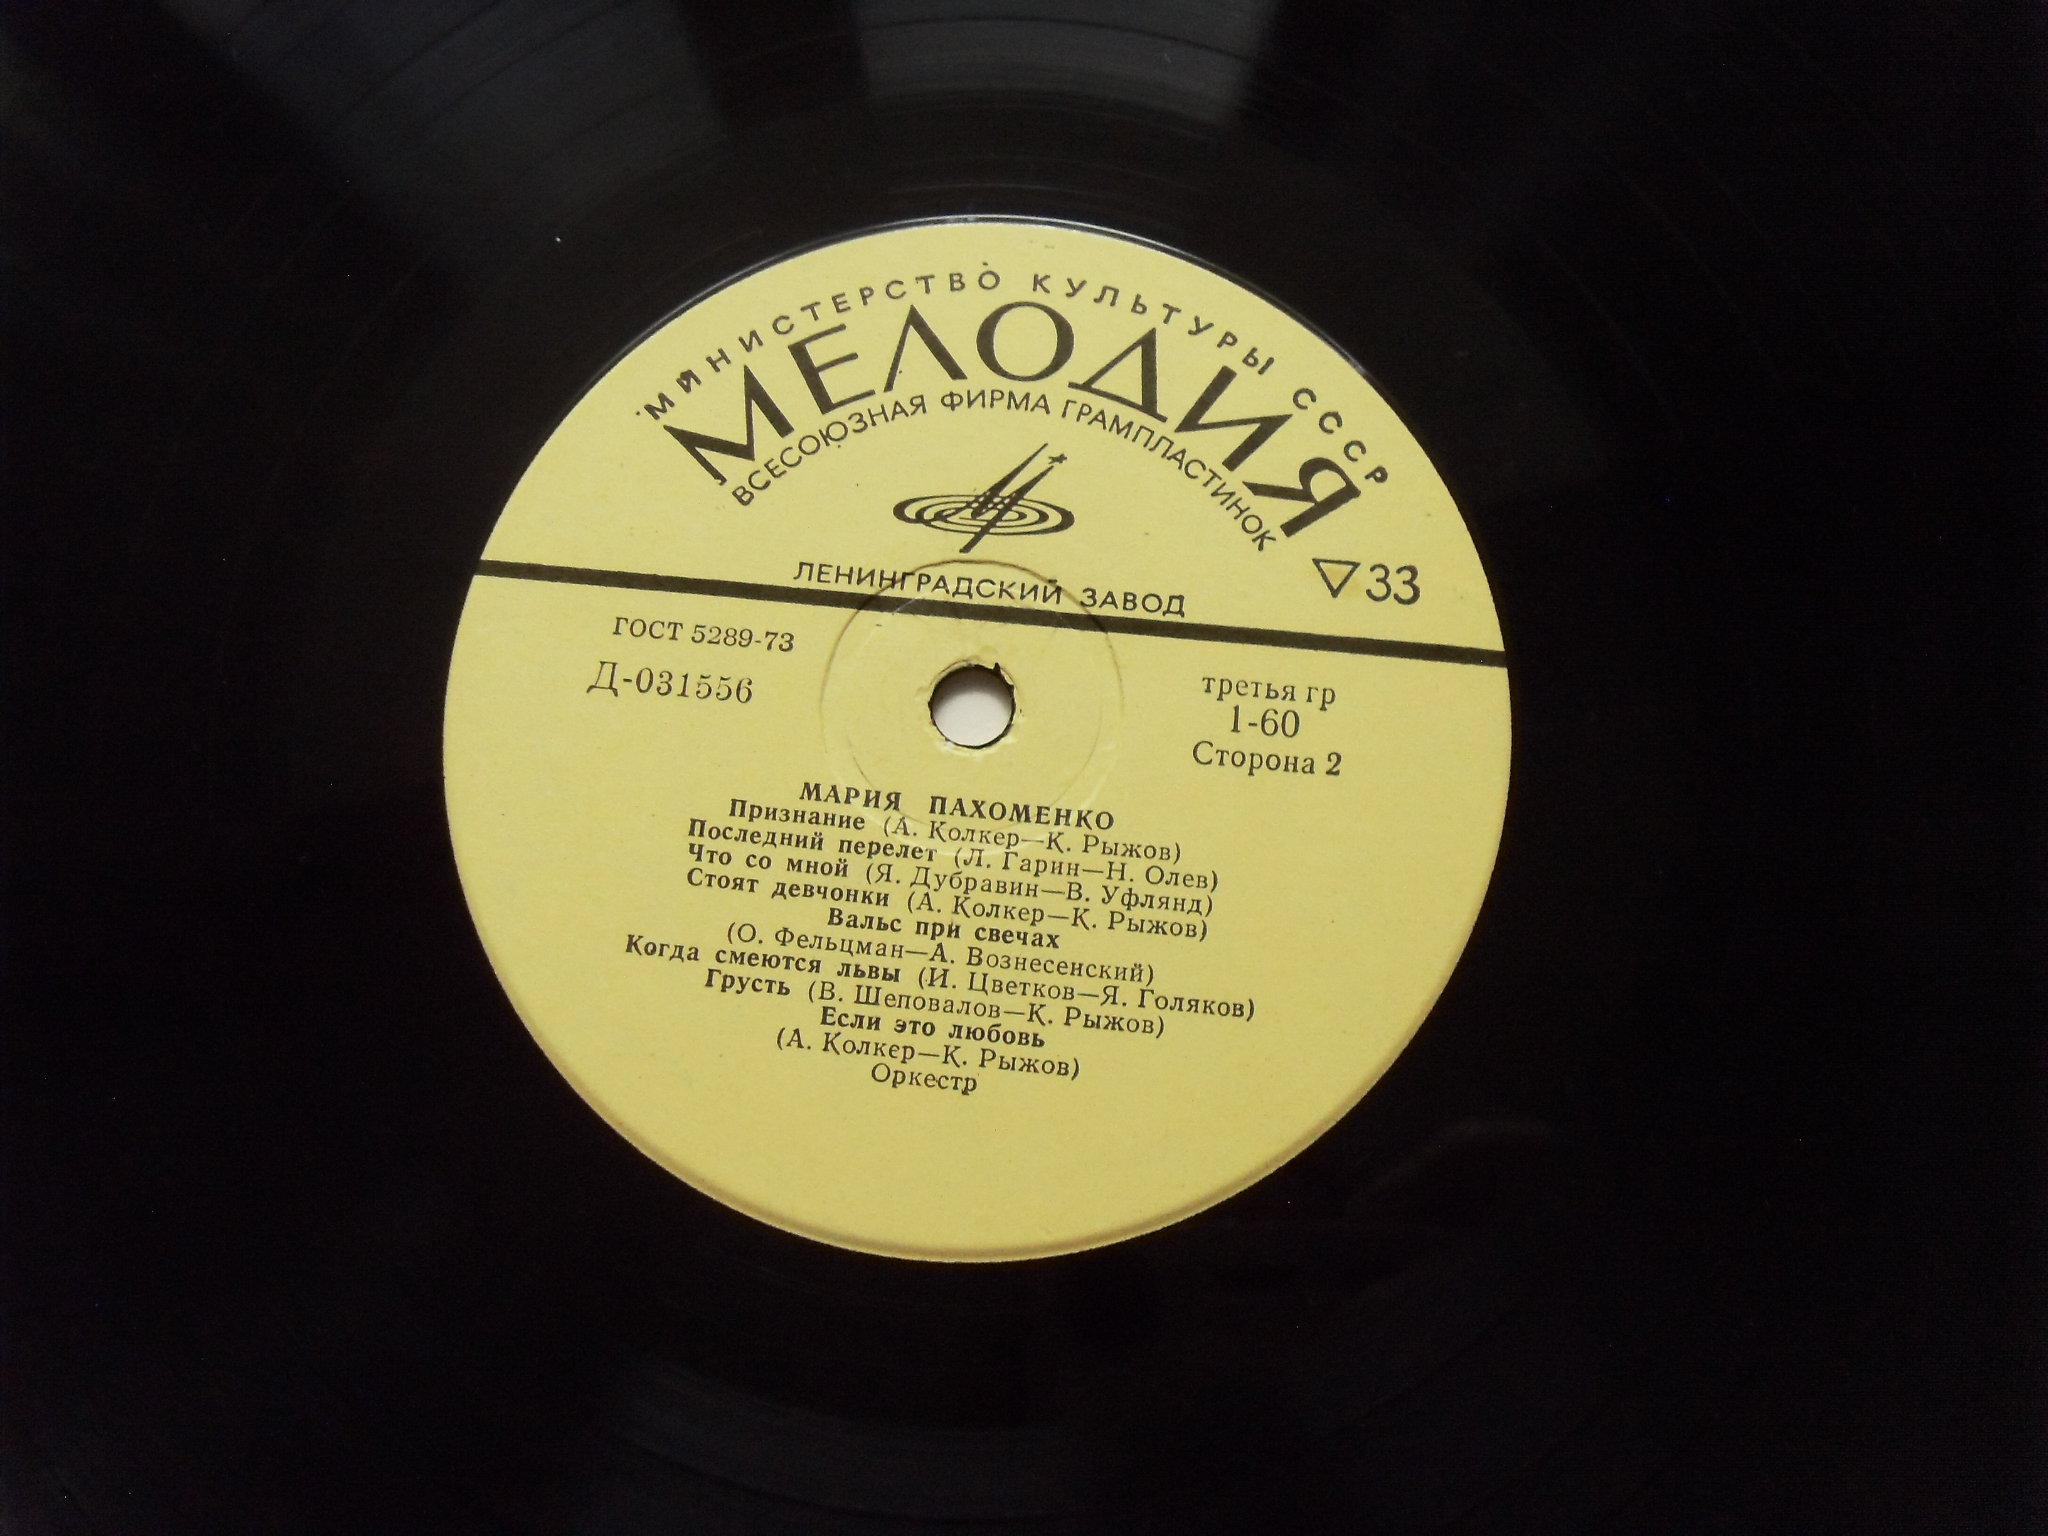 МИНИСТЕРСТВО КУЛЬТУРЫ СССР
МЕЛОДИЯ
ВСЕСОЮЗНАЯ ФИРМА ГРАМПЛАСТИНОК
▽33
ЛЕНИНГРАДСКИЙ ЗАВОД
ГОСТ 5289-73
Д-031556
третья гр
1-60
Сторона 2
МАРИЯ ПАХОМЕНКО
Признание (А. Колкер—К. Рыжов)
Последний перелет (Л. Гарин—Н. Олев)
Что со мной (Я. Дубравин—В. Уфлянд)
Стоят девчонки (А. Колкер—К. Рыжов)
Вальс при свечах
(О. Фельцман—А. Вознесенский)
Когда смеются львы (И. Цветков—Я. Голяков)
Грусть (В. Шеповалов—К. Рыжов)
Если это любовь
(А. Колкер—К. Рыжов)
Оркестр